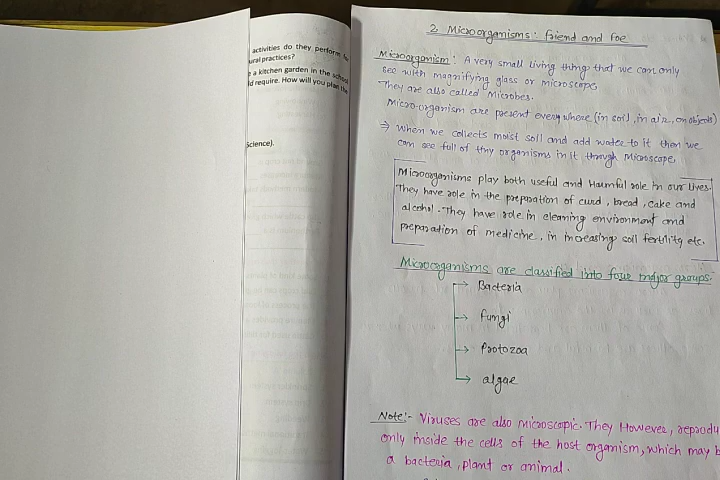 activities do they perform for
ural practices?
e a kitchen garden in the school
ld require. How will you plan the
Science).
2 Microorganisms: friend and foe
Microorganism: A very small living thing that we can only
see with magnifying glass or microscope
They are also called Microbes.
Micro-organism are present every where (in soil, in air, on objects)
⇒ When we collects moist soil and add water to it then we
can see full of tiny organisms in it through Microscope
Microorganisms play both useful and Harmful role in our lives.
They have role in the preparation of curd, bread, cake and
alcohol. They have role in cleaning environment and
preparation of medicine, in increasing soil fertility etc.
Microorganisms are classified into four major groups.
→ Bacteria
→ fungi
→ Protozoa
→ algae
Note:- Viruses are also microscopic. They However, reprodu
only inside the cells of the host organism, which may b
a bacteria, plant or animal.